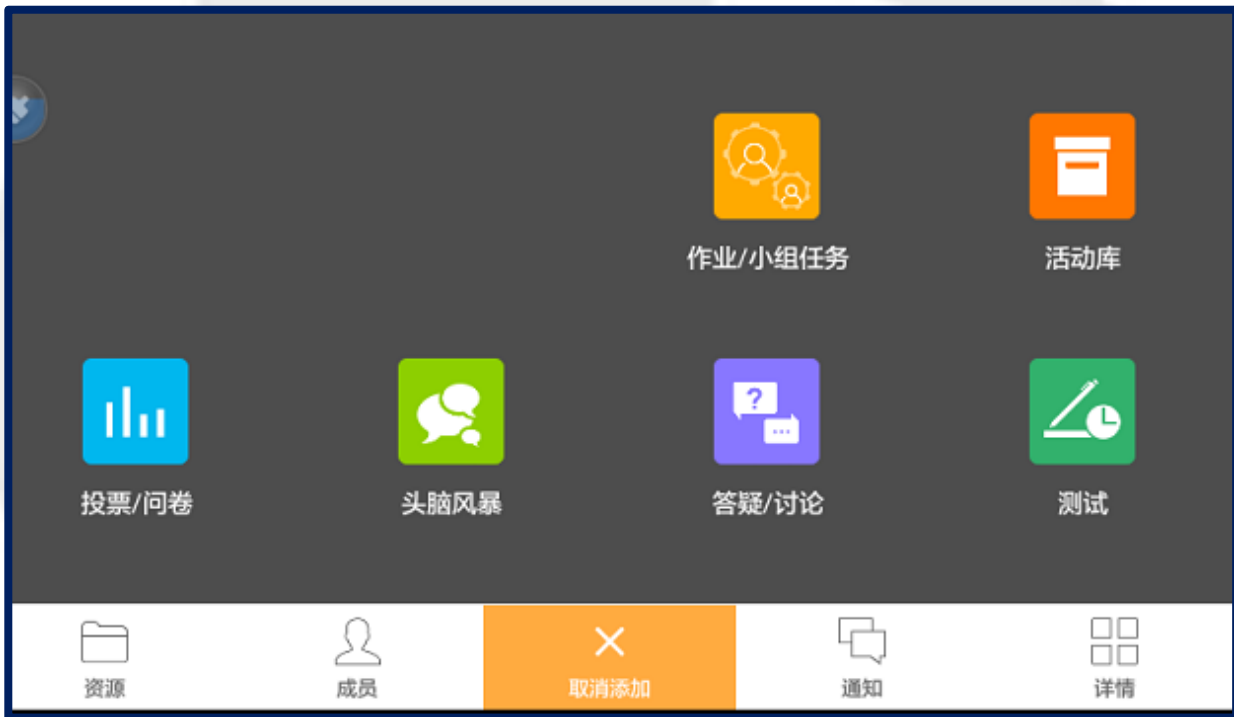 作业/小组任务
活动库
投票/问卷
头脑风暴
?
...
答疑/讨论
测试
资源
成员
取消添加
通知
详情